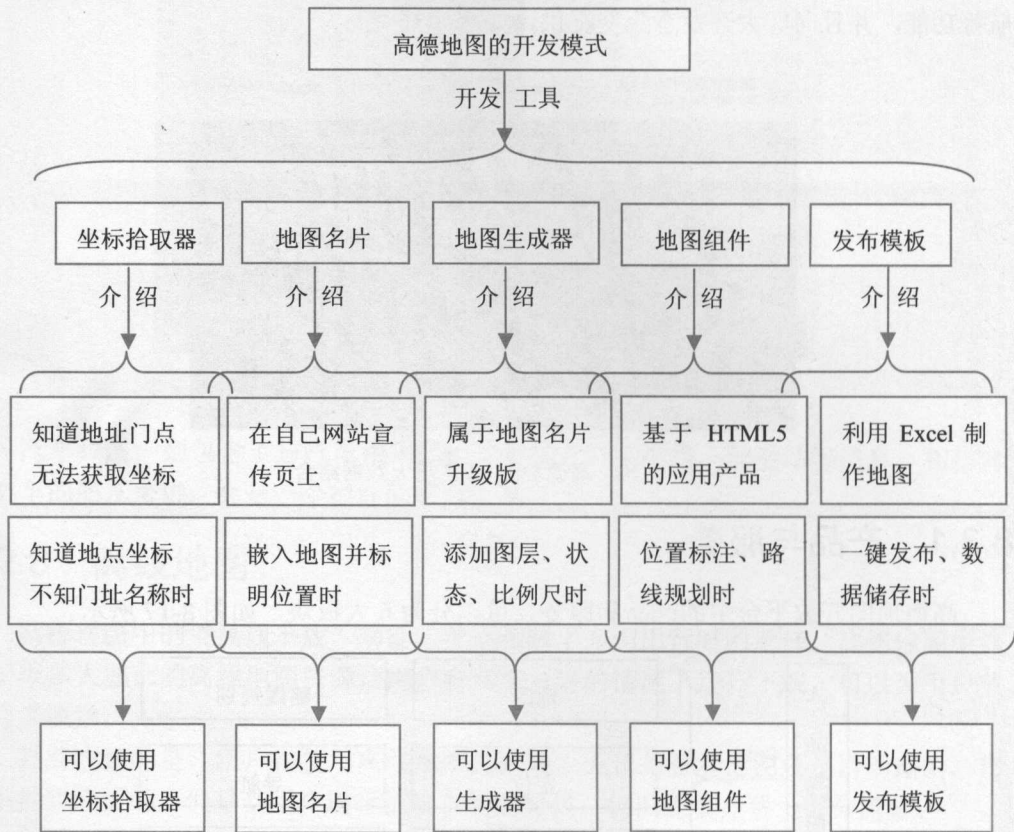 高德地图的开发模式
开发 工具
坐标拾取器 地图名片 地图生成器 地图组件 发布模板
介 绍 介 绍 介 绍 介 绍 介 绍
知道地址门点 在自己网站宣 属于地图名片 基于 HTML5 利用 Excel 制
无法获取坐标 传页上 升级版 的应用产品 作地图
知道地点坐标 嵌入地图并标 添加图层、状 位置标注、路 一键发布、数
不知门址名称时 明位置时 态、比例尺时 线规划时 据储存时
可以使用 可以使用 可以使用 可以使用 可以使用
坐标拾取器 地图名片 生成器 地图组件 发布模板